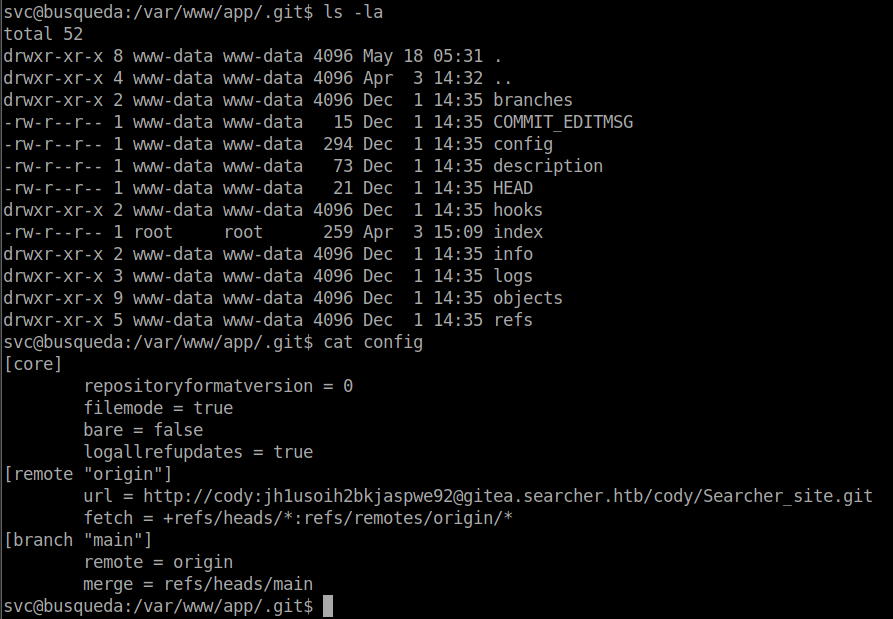 svc@busqueda:/var/www/app/.git$ ls -la
total 52
drwxr-xr-x 8 www-data www-data 4096 May 18 05:31 .
drwxr-xr-x 4 www-data www-data 4096 Apr  3 14:32 ..
drwxr-xr-x 2 www-data www-data 4096 Dec  1 14:35 branches
-rw-r--r-- 1 www-data www-data   15 Dec  1 14:35 COMMIT_EDITMSG
-rw-r--r-- 1 www-data www-data  294 Dec  1 14:35 config
-rw-r--r-- 1 www-data www-data   73 Dec  1 14:35 description
-rw-r--r-- 1 www-data www-data   21 Dec  1 14:35 HEAD
drwxr-xr-x 2 www-data www-data 4096 Dec  1 14:35 hooks
-rw-r--r-- 1 root     root      259 Apr  3 15:09 index
drwxr-xr-x 2 www-data www-data 4096 Dec  1 14:35 info
drwxr-xr-x 3 www-data www-data 4096 Dec  1 14:35 logs
drwxr-xr-x 9 www-data www-data 4096 Dec  1 14:35 objects
drwxr-xr-x 5 www-data www-data 4096 Dec  1 14:35 refs
svc@busqueda:/var/www/app/.git$ cat config
[core]
        repositoryformatversion = 0
        filemode = true
        bare = false
        logallrefupdates = true
[remote "origin"]
        url = http://cody:jh1usoih2bkjaspwe92@gitea.searcher.htb/cody/Searcher_site.git
        fetch = +refs/heads/*:refs/remotes/origin/*
[branch "main"]
        remote = origin
        merge = refs/heads/main
svc@busqueda:/var/www/app/.git$